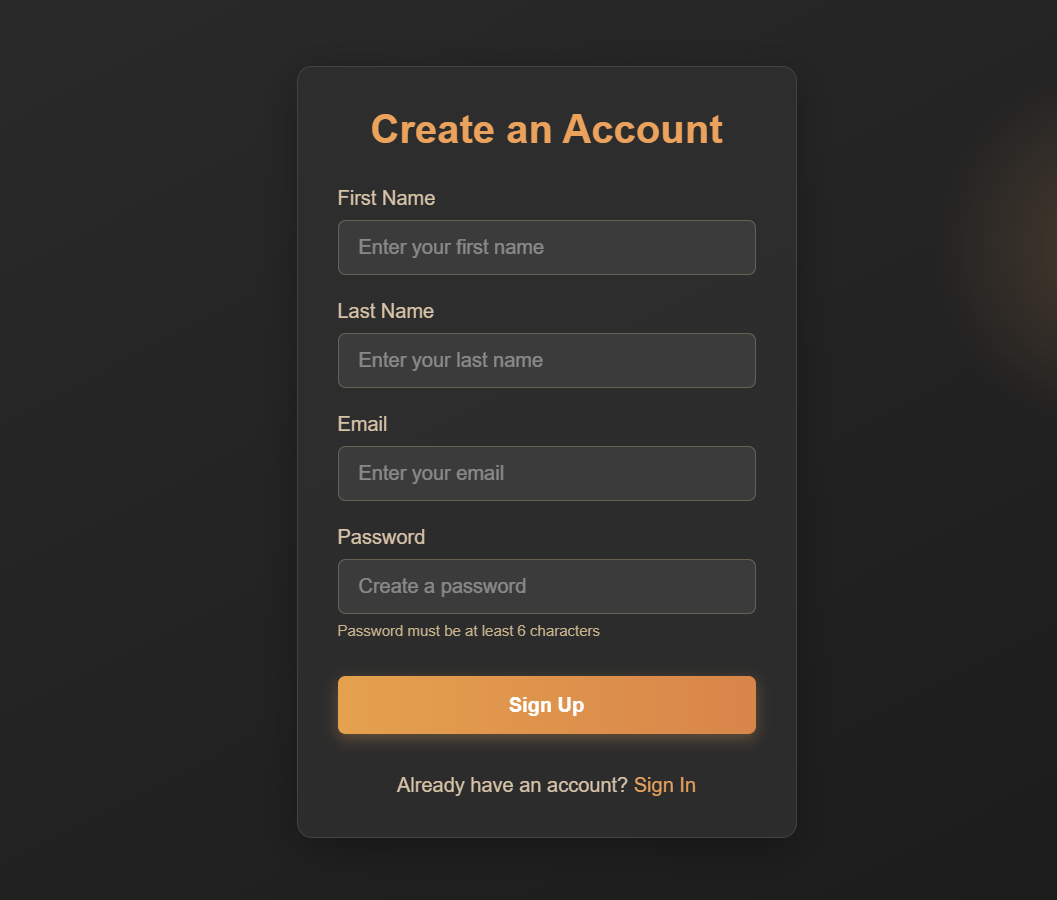 Create an Account
First Name
Enter your first name
Last Name
Enter your last name
Email
Enter your email
Password
Create a password
Password must be at least 6 characters
Sign Up
Already have an account? Sign In